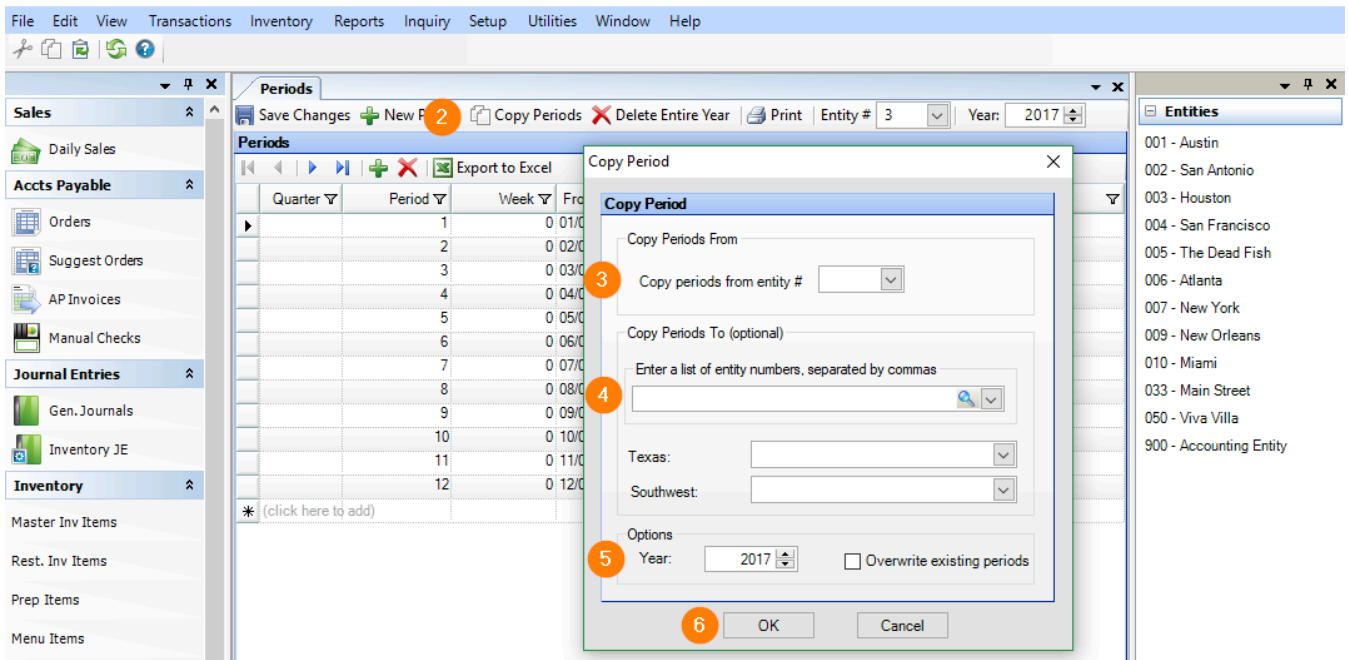 File Edit View Transactions Inventory Reports Inquiry Setup Utilities Window Help
Sales
Daily Sales
Accts Payable
Orders
Suggest Orders
AP Invoices
Manual Checks
Journal Entries
Gen. Journals
Inventory JE
Inventory
Master Inv Items
Rest. Inv Items
Prep Items
Menu Items
Periods
Save Changes New P 2 Copy Periods Delete Entire Year Print Entity # 3 Year: 2017
Periods
Export to Excel
Quarter Period Week Fro
1 0 01/0
2 0 02/0
3 0 03/0
4 0 04/0
5 0 05/0
6 0 06/0
7 0 07/0
8 0 08/0
9 0 09/0
10 0 10/0
11 0 11/0
12 0 12/0
(click here to add)
Copy Period
Copy Period
Copy Periods From
3 Copy periods from entity #
Copy Periods To (optional)
Enter a list of entity numbers, separated by commas
4
Texas:
Southwest:
Options
5 Year: 2017 Overwrite existing periods
6 OK Cancel
Entities
001 - Austin
002 - San Antonio
003 - Houston
004 - San Francisco
005 - The Dead Fish
006 - Atlanta
007 - New York
009 - New Orleans
010 - Miami
033 - Main Street
050 - Viva Villa
900 - Accounting Entity